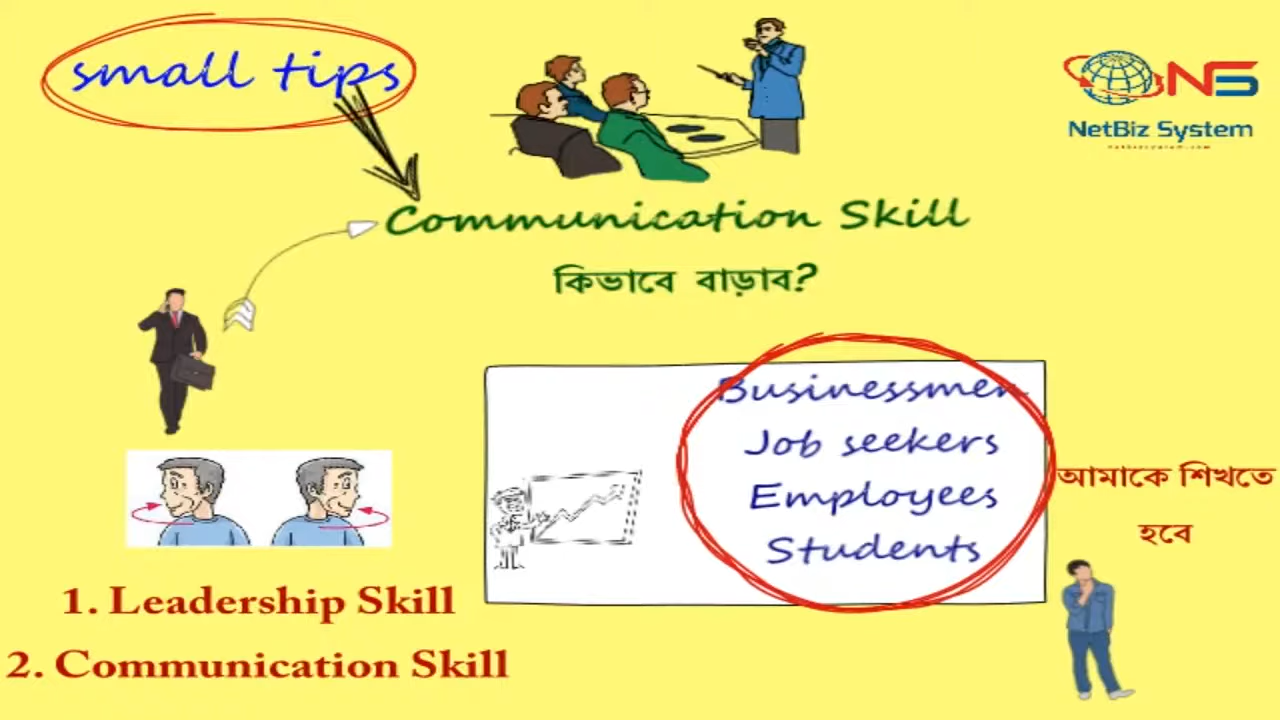 small tips
NS
NetBiz System
Communication Skill
কিভাবে বাড়াব?
Businessmen
Job seekers
Employees
Students
আমাকে শিখতে
হবে
1. Leadership Skill
2. Communication Skill